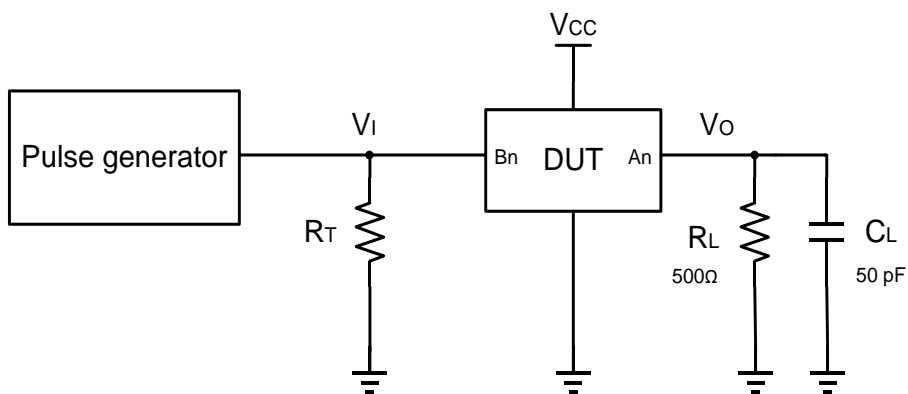 VCC
Pulse generator
VI
Bn
DUT
An
VO
RT
RL
500Ω
CL
50 pF